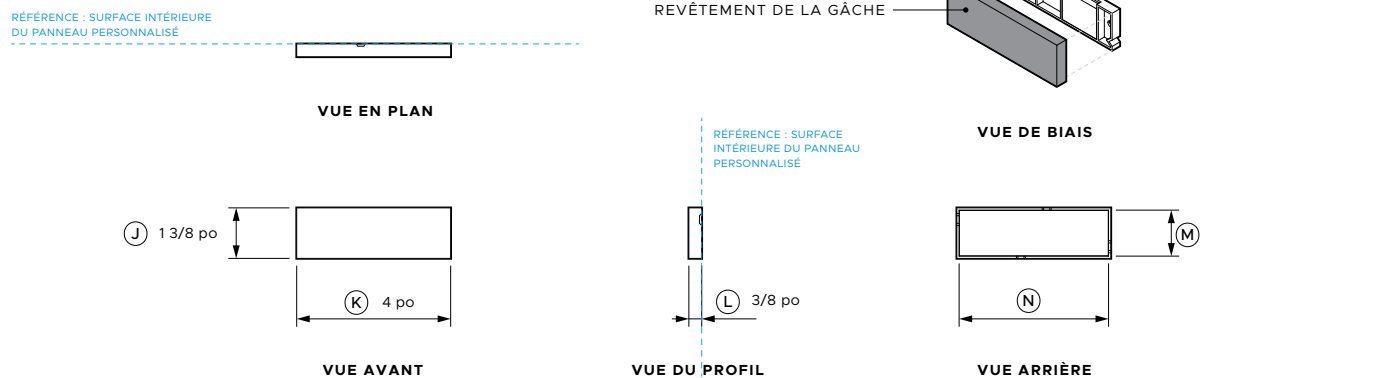 REVÊTEMENT DE LA GÂCHE
RÉFÉRENCE : SURFACE INTÉRIEURE
DU PANNEAU PERSONNALISÉ
VUE EN PLAN
VUE DE BIAIS
RÉFÉRENCE : SURFACE
INTÉRIEURE DU PANNEAU
PERSONNALISÉ
J 1 3/8 po
K 4 po
L 3/8 po
M
N
VUE AVANT
VUE DU PROFIL
VUE ARRIÈRE